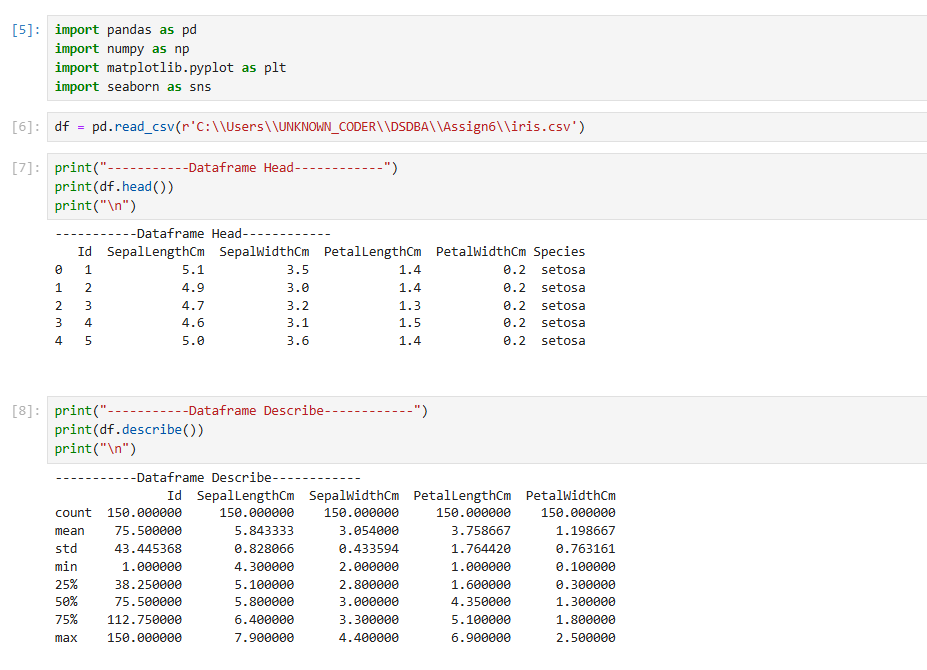 [5]: import pandas as pd
import numpy as np
import matplotlib.pyplot as plt
import seaborn as sns
[6]: df = pd.read_csv(r'C:\\Users\\UNKNOWN_CODER\\DSDBA\\Assign6\\iris.csv')
[7]: print("-----------Dataframe Head------------")
print(df.head())
print("\n")
-----------Dataframe Head------------
Id SepalLengthCm SepalWidthCm PetalLengthCm PetalWidthCm Species
0 1 5.1 3.5 1.4 0.2 setosa
1 2 4.9 3.0 1.4 0.2 setosa
2 3 4.7 3.2 1.3 0.2 setosa
3 4 4.6 3.1 1.5 0.2 setosa
4 5 5.0 3.6 1.4 0.2 setosa
[8]: print("-----------Dataframe Describe------------")
print(df.describe())
print("\n")
-----------Dataframe Describe------------
Id SepalLengthCm SepalWidthCm PetalLengthCm PetalWidthCm
count 150.000000 150.000000 150.000000 150.000000 150.000000
mean 75.500000 5.843333 3.054000 3.758667 1.198667
std 43.445368 0.828066 0.433594 1.764420 0.763161
min 1.000000 4.300000 2.000000 1.000000 0.100000
25% 38.250000 5.100000 2.800000 1.600000 0.300000
50% 75.500000 5.800000 3.000000 4.350000 1.300000
75% 112.750000 6.400000 3.300000 5.100000 1.800000
max 150.000000 7.900000 4.400000 6.900000 2.500000